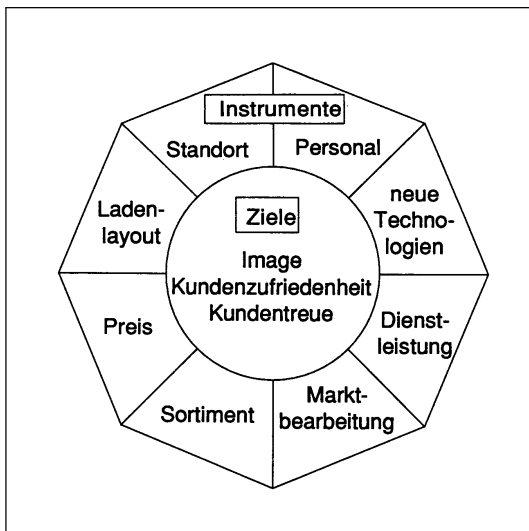 Instrumente
Standort
Personal
neue
Techno-
logien
Dienst-
leistung
Markt-
bearbeitung
Sortiment
Preis
Laden-
layout
Ziele
Image
Kundenzufriedenheit
Kundentreue